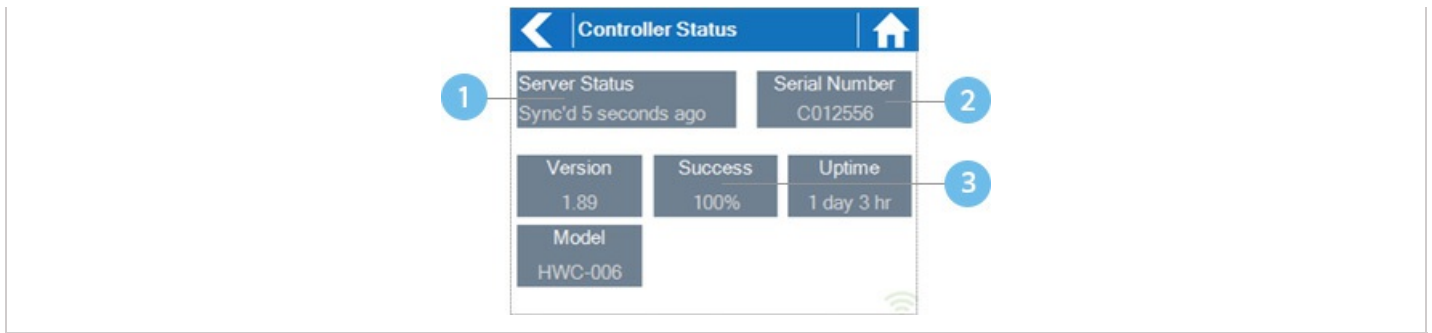 Controller Status
1
Server Status
Sync'd 5 seconds ago
Serial Number
C012556
2
Version
1.89
Success
100%
Uptime
1 day 3 hr
3
Model
HWC-006